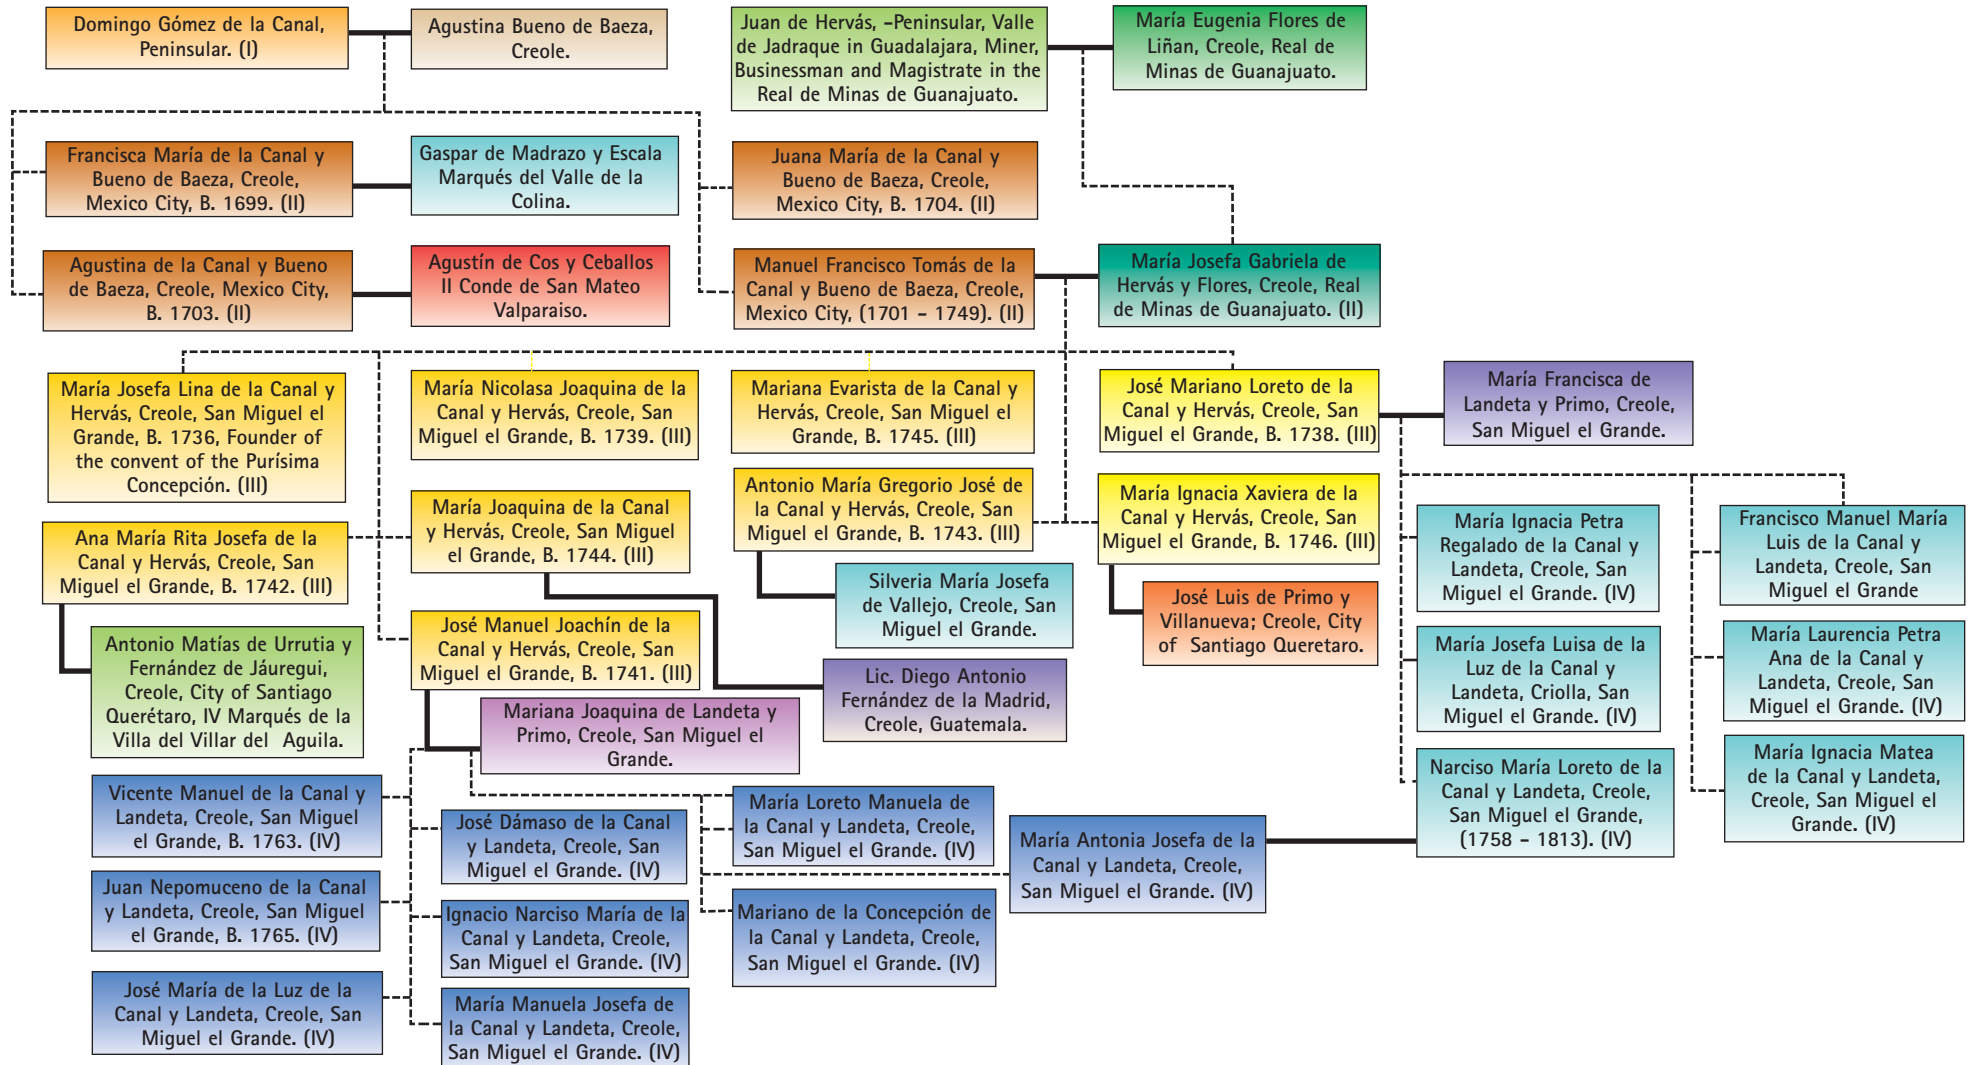 Domingo Gómez de la Canal,
Peninsular. (I)
Agustina Bueno de Baeza,
Creole.
Juan de Hervás, -Peninsular, Valle
de Jadraque in Guadalajara, Miner,
Businessman and Magistrate in the
Real de Minas de Guanajuato.
María Eugenia Flores de
Liñan, Creole, Real de
Minas de Guanajuato.
Francisca María de la Canal y
Bueno de Baeza, Creole,
Mexico City, B. 1699. (II)
Gaspar de Madrazo y Escala
Marqués del Valle de la
Colina.
Juana María de la Canal y
Bueno de Baeza, Creole,
Mexico City, B. 1704. (II)
Agustina de la Canal y Bueno
de Baeza, Creole, Mexico City,
B. 1703. (II)
Agustín de Cos y Ceballos
II Conde de San Mateo
Valparaiso.
Manuel Francisco Tomás de la
Canal y Bueno de Baeza, Creole,
Mexico City, (1701 - 1749). (II)
María Josefa Gabriela de
Hervás y Flores, Creole, Real
de Minas de Guanajuato. (II)
María Josefa Lina de la Canal y
Hervás, Creole, San Miguel el
Grande, B. 1736, Founder of
the convent of the Purísima
Concepción. (III)
María Nicolasa Joaquina de la
Canal y Hervás, Creole, San
Miguel el Grande, B. 1739. (III)
Mariana Evarista de la Canal y
Hervás, Creole, San Miguel el
Grande, B. 1745. (III)
José Mariano Loreto de la
Canal y Hervás, Creole, San
Miguel el Grande, B. 1738. (III)
María Francisca de
Landeta y Primo, Creole,
San Miguel el Grande.
Ana María Rita Josefa de la
Canal y Hervás, Creole, San
Miguel el Grande, B. 1742. (III)
María Joaquina de la Canal
y Hervás, Creole, San Miguel
el Grande, B. 1744. (III)
Antonio María Gregorio José de
la Canal y Hervás, Creole, San
Miguel el Grande, B. 1743. (III)
María Ignacia Xaviera de la
Canal y Hervás, Creole, San
Miguel el Grande, B. 1746. (III)
María Ignacia Petra
Regalado de la Canal y
Landeta, Creole, San
Miguel el Grande. (IV)
Francisco Manuel María
Luis de la Canal y
Landeta, Creole, San
Miguel el Grande
Silveria María Josefa
de Vallejo, Creole, San
Miguel el Grande.
José Luis de Primo y
Villanueva; Creole, City
of Santiago Queretaro.
Antonio Matías de Urrutia y
Fernández de Jáuregui,
Creole, City of Santiago
Querétaro, IV Marqués de la
Villa del Villar del Aguila.
José Manuel Joachín de la
Canal y Hervás, Creole, San
Miguel el Grande, B. 1741. (III)
Lic. Diego Antonio
Fernández de la Madrid,
Creole, Guatemala.
María Josefa Luisa de la
Luz de la Canal y
Landeta, Criolla, San
Miguel el Grande. (IV)
María Laurencia Petra
Ana de la Canal y
Landeta, Creole, San
Miguel el Grande. (IV)
Mariana Joaquina de Landeta y
Primo, Creole, San Miguel el
Grande.
Vicente Manuel de la Canal y
Landeta, Creole, San Miguel
el Grande, B. 1763. (IV)
José Dámaso de la Canal
y Landeta, Creole, San
Miguel el Grande. (IV)
María Loreto Manuela de
la Canal y Landeta, Creole,
San Miguel el Grande. (IV)
María Antonia Josefa de la
Canal y Landeta, Creole,
San Miguel el Grande. (IV)
Narciso María Loreto de la
Canal y Landeta, Creole,
San Miguel el Grande,
(1758 - 1813). (IV)
María Ignacia Matea
de la Canal y Landeta,
Creole, San Miguel el
Grande. (IV)
Juan Nepomuceno de la Canal
y Landeta, Creole, San Miguel
el Grande, B. 1765. (IV)
Ignacio Narciso María de la
Canal y Landeta, Creole,
San Miguel el Grande. (IV)
Mariano de la Concepción de
la Canal y Landeta, Creole,
San Miguel el Grande. (IV)
José María de la Luz de la
Canal y Landeta, Creole, San
Miguel el Grande. (IV)
María Manuela Josefa de
la Canal y Landeta, Creole,
San Miguel el Grande. (IV)